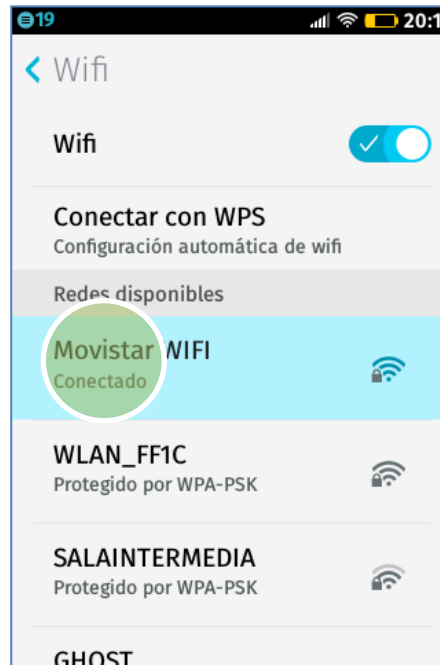 19 20:1
Wifi
Wifi
Conectar con WPS
Configuración automática de wifi
Redes disponibles
Movistar WIFI
Conectado
WLAN_FF1C
Protegido por WPA-PSK
SALAINTERMEDIA
Protegido por WPA-PSK
GHOST